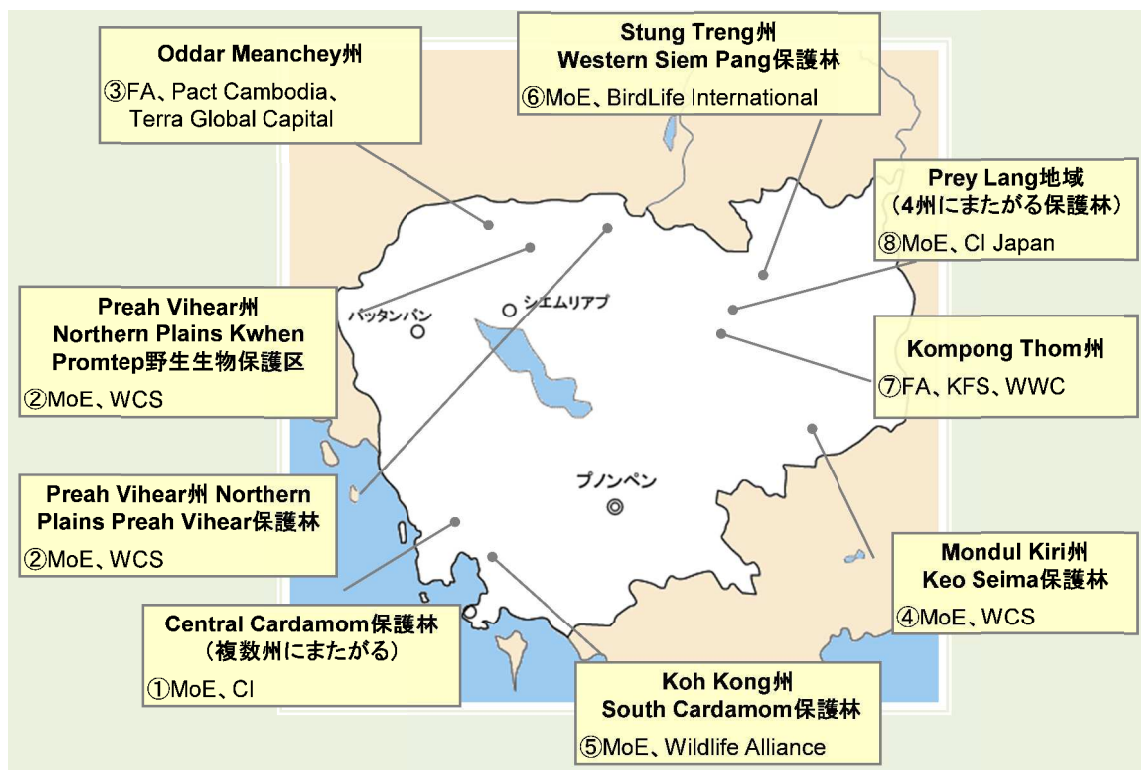 Oddar Meanchey州
③FA、Pact Cambodia、
Terra Global Capital
Stung Treng州
Western Siem Pang保護林
⑥MoE、BirdLife International
Prey Lang地域
（4州にまたがる保護林）
⑧MoE、CI Japan
Preah Vihear州
Northern Plains Kwhen
Promtep野生生物保護区
②MoE、WCS
バッタンバン
シエムリアプ
Kompong Thom州
⑦FA、KFS、WWC
Preah Vihear州 Northern
Plains Preah Vihear保護林
②MoE、WCS
プノンペン
Mondul Kiri州
Keo Seima保護林
④MoE、WCS
Central Cardamom保護林
（複数州にまたがる）
①MoE、CI
Koh Kong州
South Cardamom保護林
⑤MoE、Wildlife Alliance